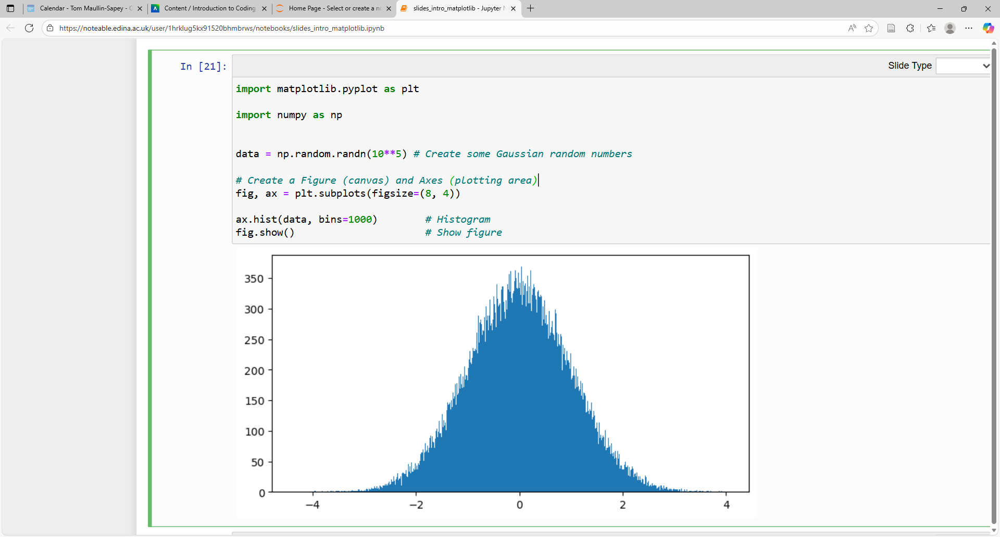 Calendar - Tom Maullin-Sapey -
Content / Introduction to Coding
Home Page - Select or create a
slides_intro_matplotlib - Jupyter
https://noteable.edina.ac.uk/user/1hrklug5kx91520bhmbrws/notebooks/slides_intro_matplotlib.ipynb
In [21]:
Slide Type
import matplotlib.pyplot as plt
import numpy as np
data = np.random.randn(10**5) # Create some Gaussian random numbers
# Create a Figure (canvas) and Axes (plotting area)
fig, ax = plt.subplots(figsize=(8, 4))
ax.hist(data, bins=1000) # Histogram
fig.show() # Show figure
350
300
250
200
150
100
50
0
−4 −2 0 2 4